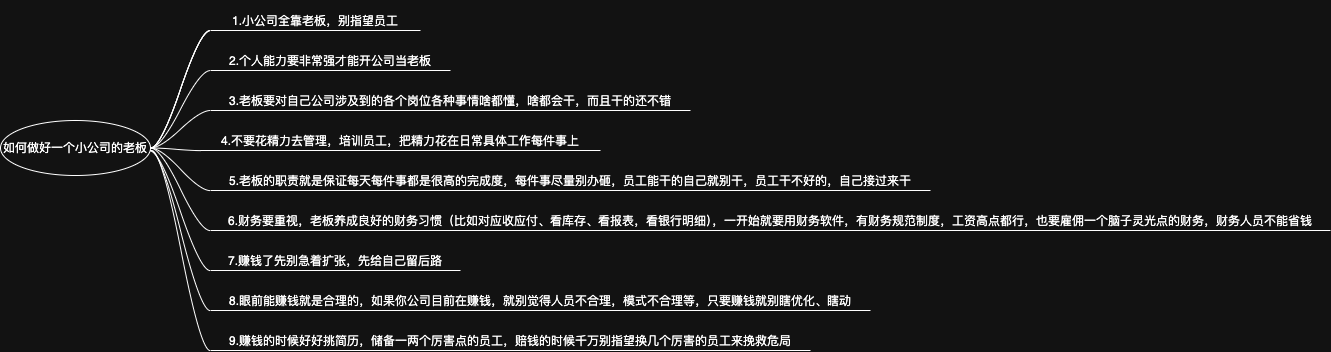 如何做好一个小公司的老板
1.小公司全靠老板，别指望员工
2.个人能力要非常强才能开公司当老板
3.老板要对自己公司涉及到的各个岗位各种事情啥都懂，啥都会干，而且干的还不错
4.不要花精力去管理，培训员工，把精力花在日常具体工作每件事上
5.老板的职责就是保证每天每件事都是很高的完成度，每件事尽量别办砸，员工能干的自己就别干，员工干不好的，自己接过来干
6.财务要重视，老板养成良好的财务习惯（比如对应收应付、看库存、看报表，看银行明细），一开始就要用财务软件，有财务规范制度，工资高点都行，也要雇佣一个脑子灵光点的财务，财务人员不能省钱
7.赚钱了先别急着扩张，先给自己留后路
8.眼前能赚钱就是合理的，如果你公司目前在赚钱，就别觉得人员不合理，模式不合理等，只要赚钱就别瞎优化、瞎动
9.赚钱的时候好好挑简历，储备一两个厉害点的员工，赔钱的时候千万别指望换几个厉害的员工来挽救危局